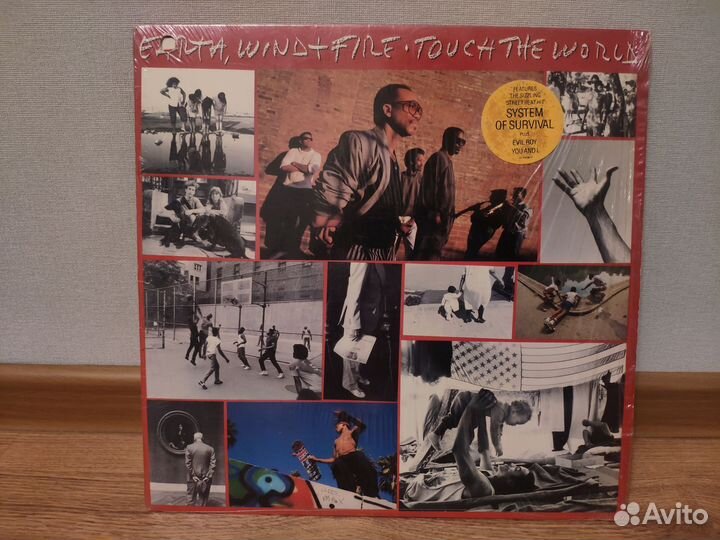 EARTH, WIND + FIRE · TOUCH THE WORLD
FEATURES
THE SIZZLING
"STREET BEAT" HIT
SYSTEM
OF SURVIVAL
PLUS
EVIL ROY
YOU AND I
Avito